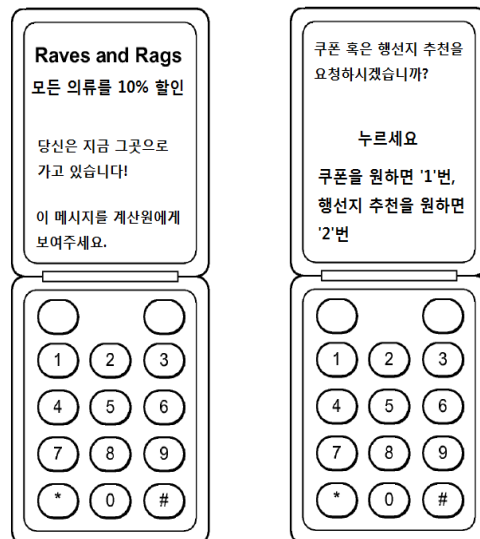 Raves and Rags
모든 의류를 10% 할인
당신은 지금 그곳으로
가고 있습니다!
이 메시지를 계산원에게
보여주세요.
1 2 3
4 5 6
7 8 9
* 0 #
쿠폰 혹은 행선지 추천을
요청하시겠습니까?
누르세요
쿠폰을 원하면 '1'번,
행선지 추천을 원하면
'2'번
1 2 3
4 5 6
7 8 9
* 0 #